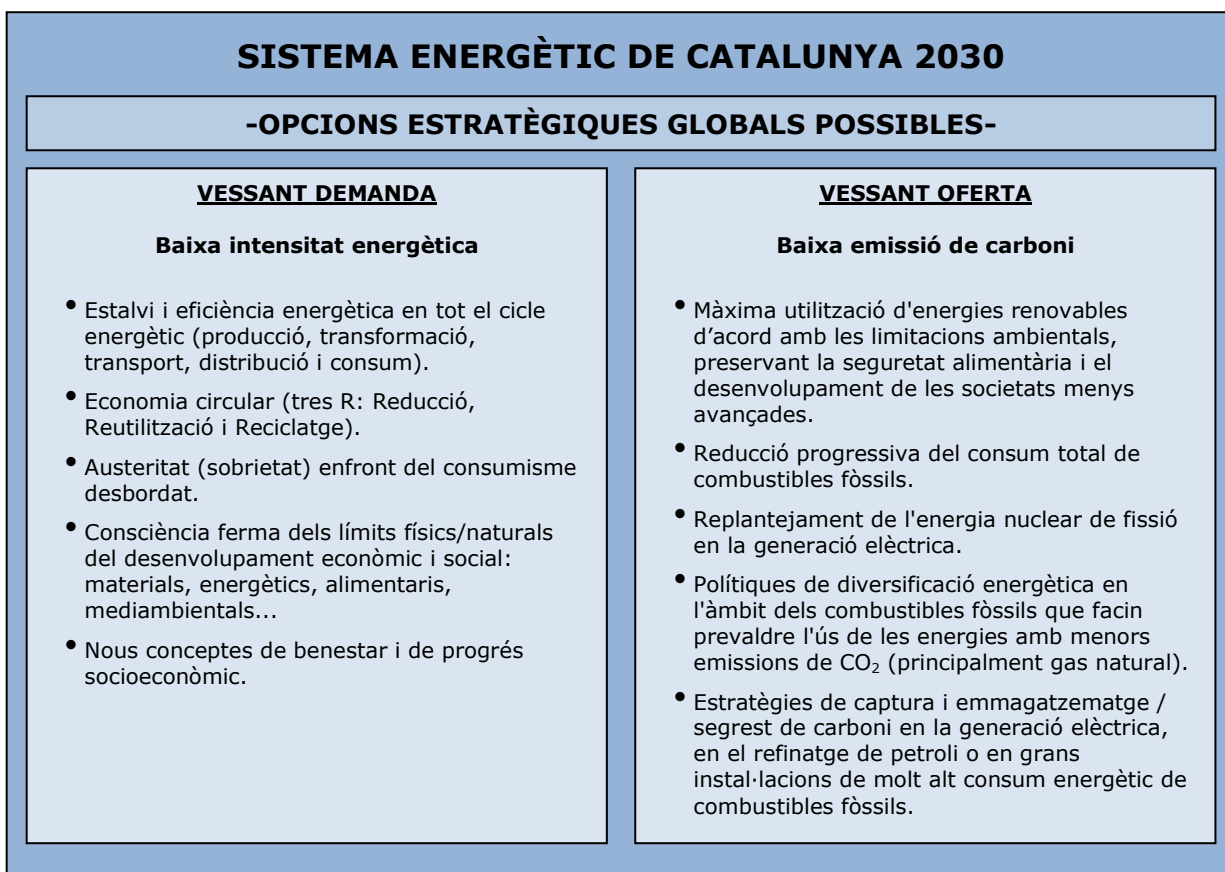 SISTEMA ENERGÈTIC DE CATALUNYA 2030
-OPCIONS ESTRATÈGIQUES GLOBALS POSSIBLES-
VESSANT DEMANDA
Baixa intensitat energètica
• Estalvi i eficiència energètica en tot el cicle
energètic (producció, transformació,
transport, distribució i consum).
• Economia circular (tres R: Reducció,
Reutilització i Reciclatge).
• Austeritat (sobrietat) enfront del consumisme
desbordat.
• Consciència ferma dels límits físics/naturals
del desenvolupament econòmic i social:
materials, energètics, alimentaris,
mediambientals...
• Nous conceptes de benestar i de progrés
socioeconòmic.
VESSANT OFERTA
Baixa emissió de carboni
• Màxima utilització d'energies renovables
d’acord amb les limitacions ambientals,
preservant la seguretat alimentària i el
desenvolupament de les societats menys
avançades.
• Reducció progressiva del consum total de
combustibles fòssils.
• Replantejament de l'energia nuclear de fissió
en la generació elèctrica.
• Polítiques de diversificació energètica en
l'àmbit dels combustibles fòssils que facin
prevaldre l'ús de les energies amb menors
emissions de CO₂ (principalment gas natural).
• Estratègies de captura i emmagatzematge /
segrest de carboni en la generació elèctrica,
en el refinatge de petroli o en grans
instal·lacions de molt alt consum energètic de
combustibles fòssils.